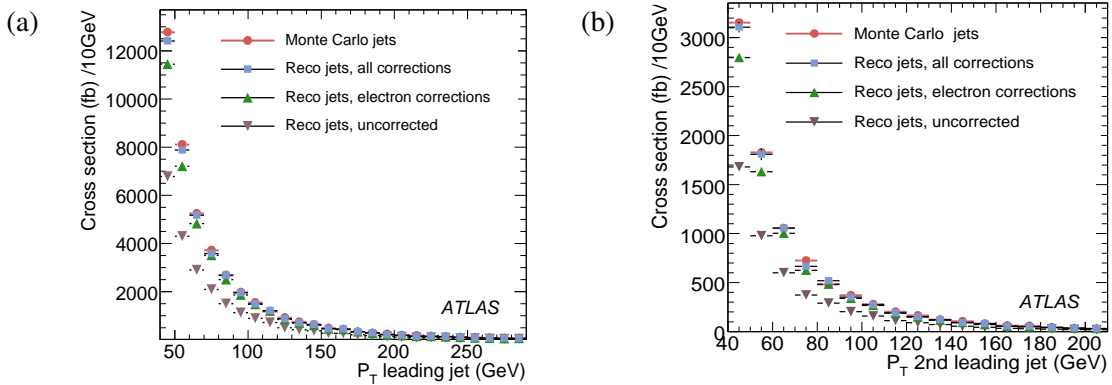 (a)
Cross section (fb) /10GeV
12000
10000
8000
6000
4000
2000
Monte Carlo jets
Reco jets, all corrections
Reco jets, electron corrections
Reco jets, uncorrected
ATLAS
50 100 150 200 250
P_T leading jet (GeV)
(b)
Cross section (fb) /10GeV
3000
2500
2000
1500
1000
500
0
Monte Carlo jets
Reco jets, all corrections
Reco jets, electron corrections
Reco jets, uncorrected
ATLAS
40 60 80 100 120 140 160 180 200
P_T 2nd leading jet (GeV)